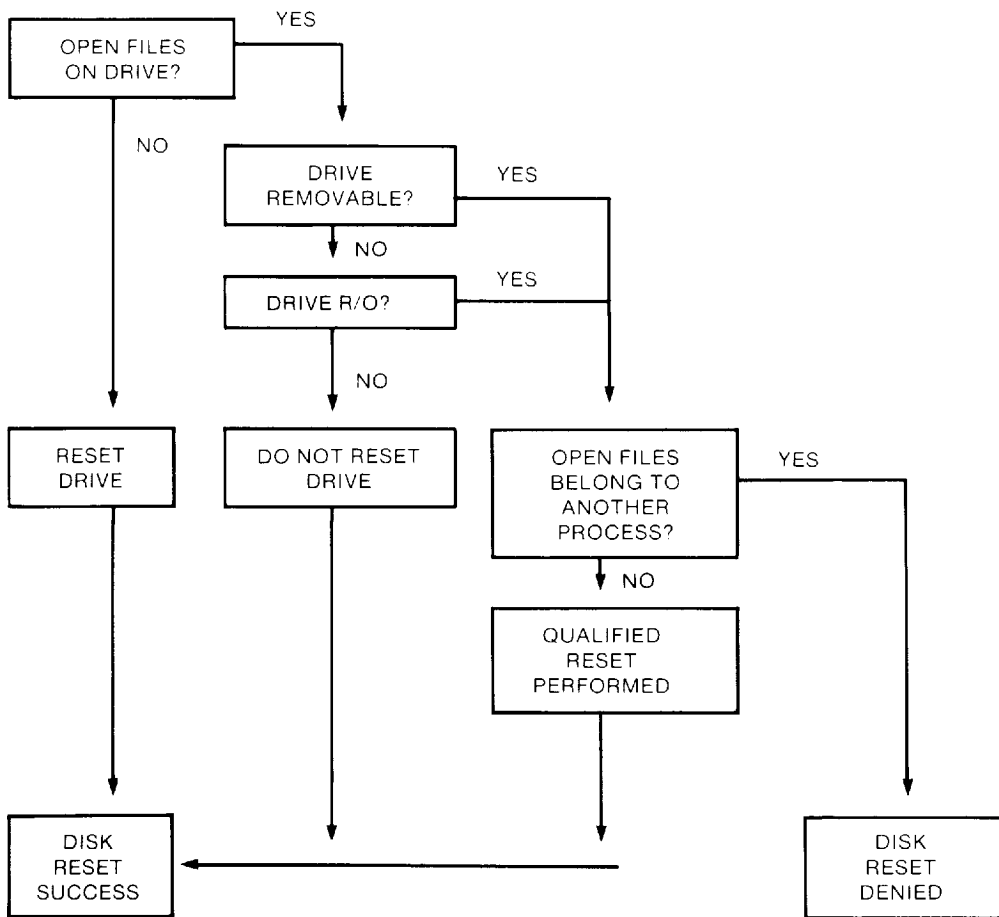 YES
OPEN FILES
ON DRIVE?
NO
DRIVE
REMOVABLE?
YES
NO
DRIVE R/O?
YES
NO
RESET
DRIVE
DO NOT RESET
DRIVE
OPEN FILES
BELONG TO
ANOTHER
PROCESS?
YES
NO
QUALIFIED
RESET
PERFORMED
DISK
RESET
SUCCESS
DISK
RESET
DENIED